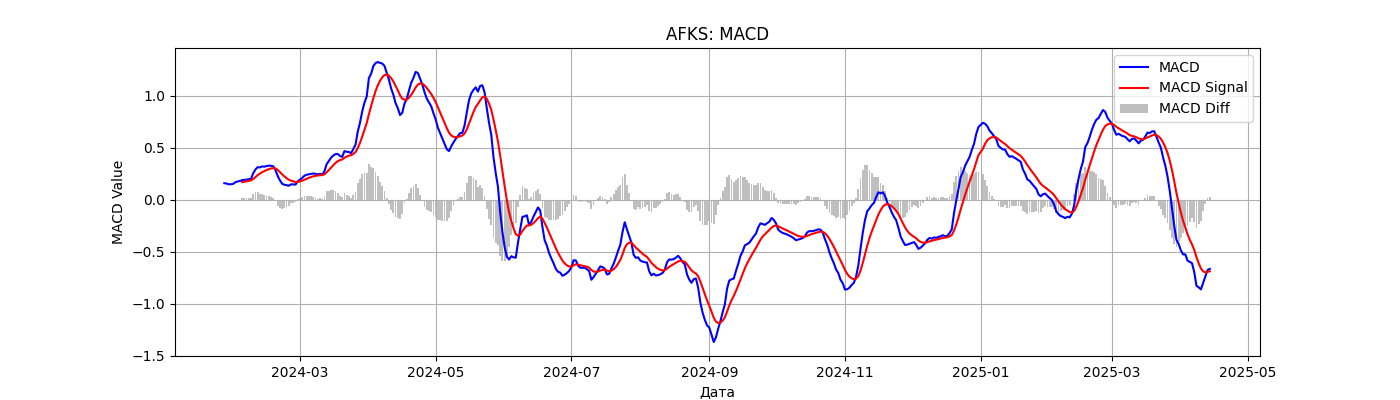 AFKS: MACD
MACD
MACD Signal
MACD Diff
MACD Value
1.0
0.5
0.0
−0.5
−1.0
−1.5
2024-03 2024-05 2024-07 2024-09 2024-11 2025-01 2025-03 2025-05
Дата